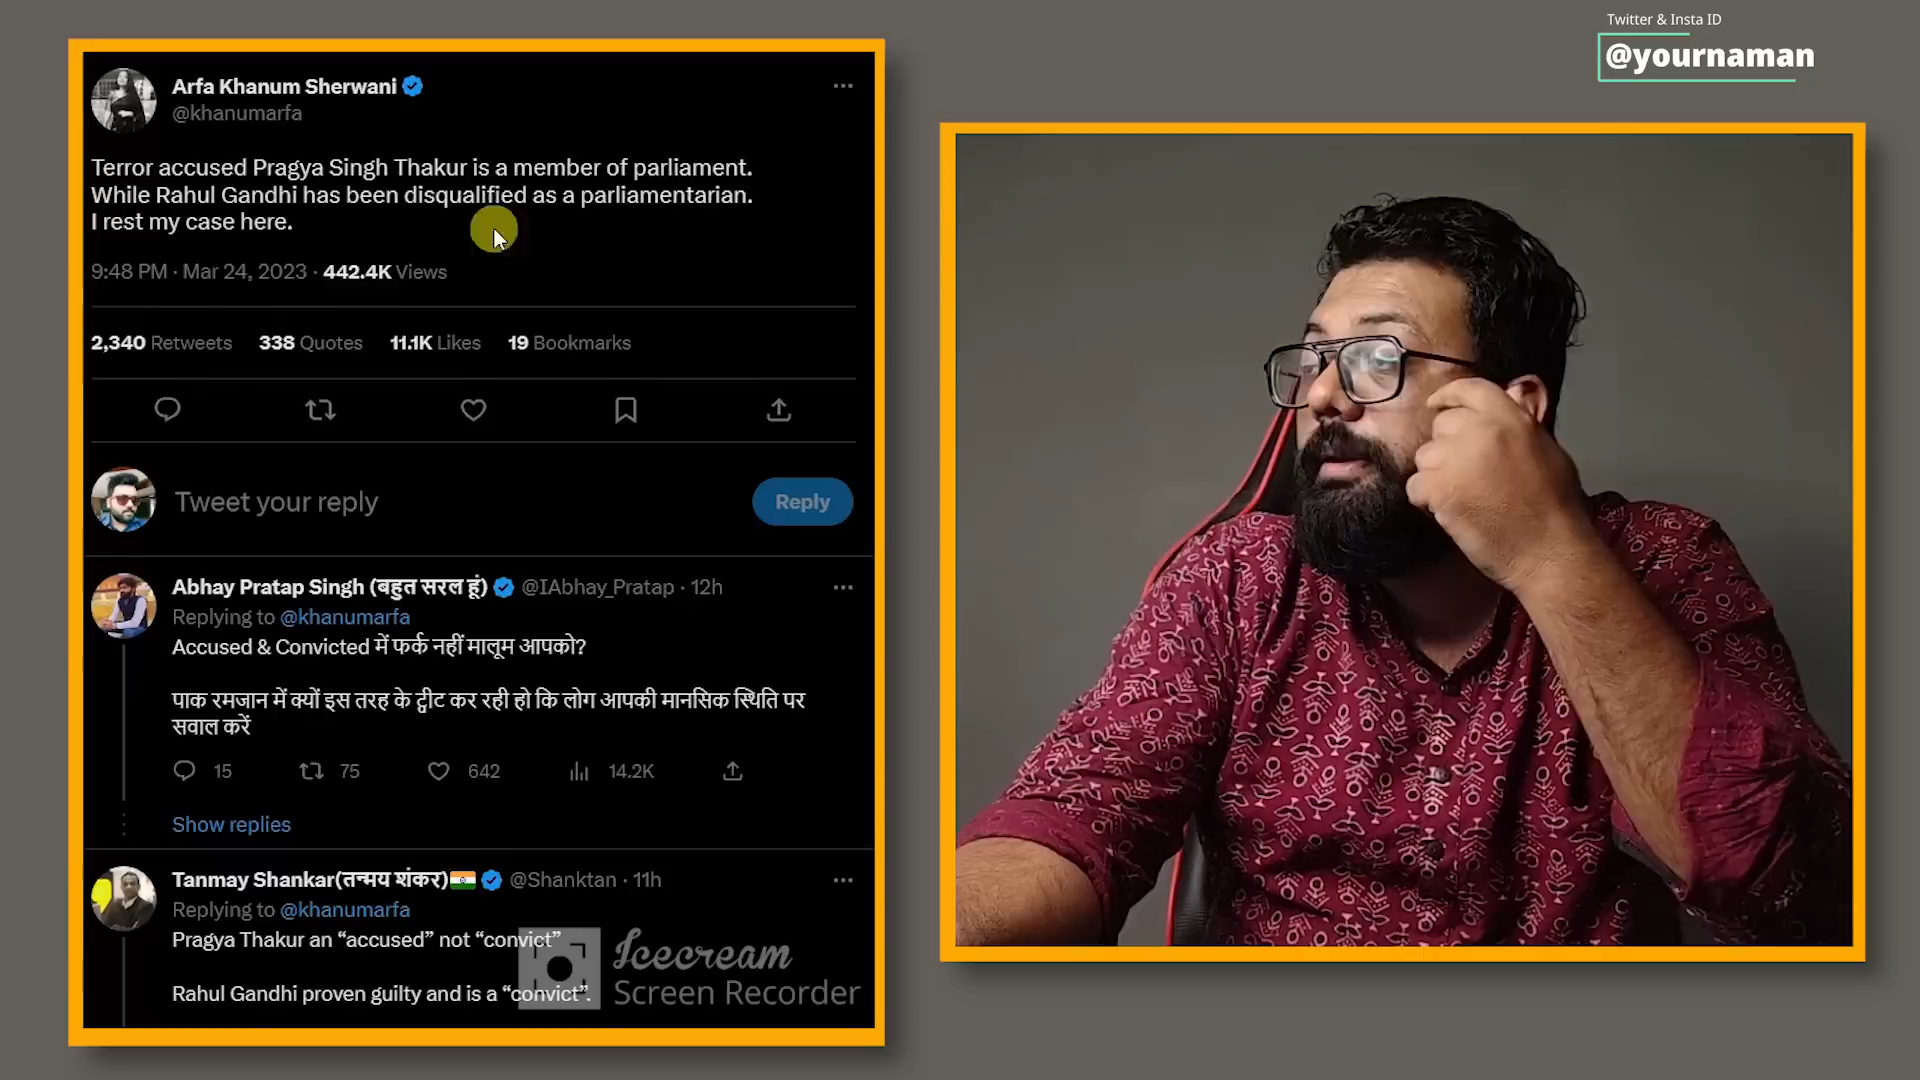 Twitter & Insta ID
@yournaman
Arfa Khanum Sherwani
@khanumarfa
Terror accused Pragya Singh Thakur is a member of parliament.
While Rahul Gandhi has been disqualified as a parliamentarian.
I rest my case here.
9:48 PM · Mar 24, 2023 · 442.4K Views
2,340 Retweets 338 Quotes 11.1K Likes 19 Bookmarks
Tweet your reply
Reply
Abhay Pratap Singh (बहुत सरल हूं) @IAbhay_Pratap · 12h
Replying to @khanumarfa
Accused & Convicted में फर्क नहीं मालूम आपको?
पाक रमजान में क्यों इस तरह के ट्वीट कर रही हो कि लोग आपकी मानसिक स्थिति पर
सवाल करें
15 75 642 14.2K
Show replies
Tanmay Shankar(तन्मय शंकर) @Shanktan · 11h
Replying to @khanumarfa
Pragya Thakur an “accused” not “convict”
Rahul Gandhi proven guilty and is a “convict”.
Icecream
Screen Recorder